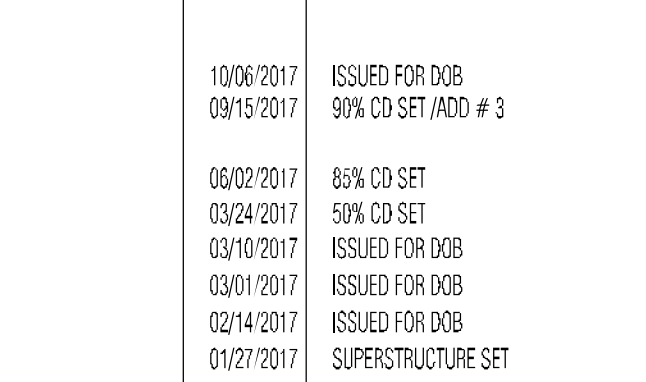 10/06/2017 ISSUED FOR DOB
09/15/2017 90% CD SET /ADD # 3
06/02/2017 85% CD SET
03/24/2017 50% CD SET
03/10/2017 ISSUED FOR DOB
03/01/2017 ISSUED FOR DOB
02/14/2017 ISSUED FOR DOB
01/27/2017 SUPERSTRUCTURE SET